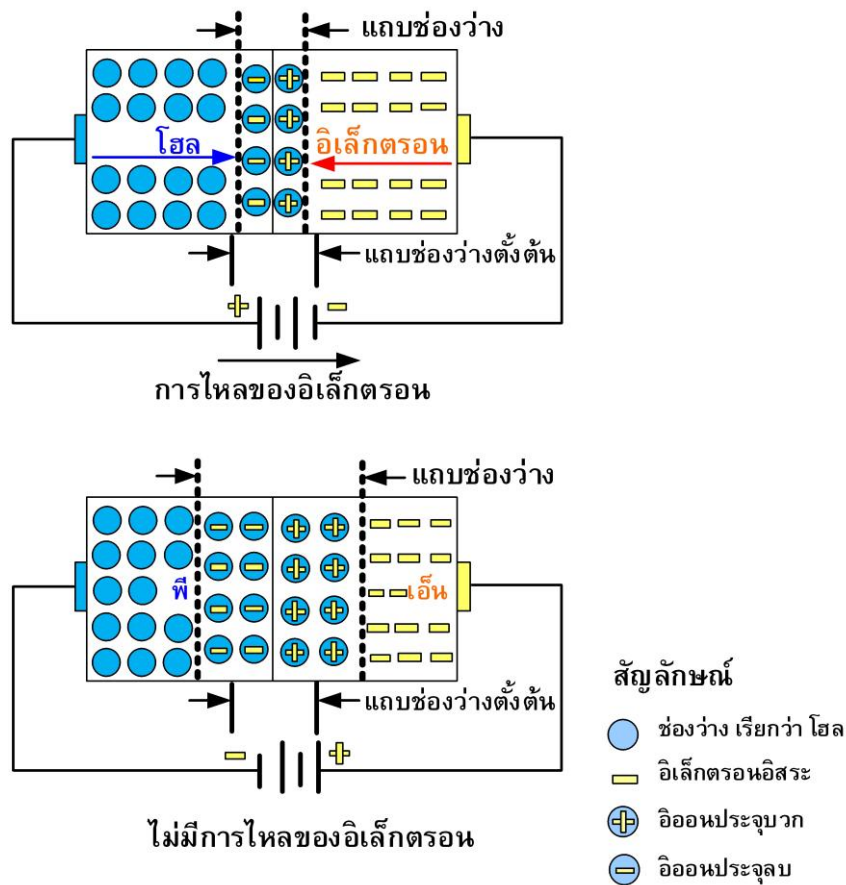 แถบช่องว่าง
โฮล
อิเล็กตรอน
แถบช่องว่างตั้งต้น
+ −
การไหลของอิเล็กตรอน
แถบช่องว่าง
พี
เอ็น
แถบช่องว่างตั้งต้น
− +
ไม่มีการไหลของอิเล็กตรอน
สัญลักษณ์
ช่องว่าง เรียกว่า โฮล
อิเล็กตรอนอิสระ
อิออนประจุบวก
อิออนประจุลบ